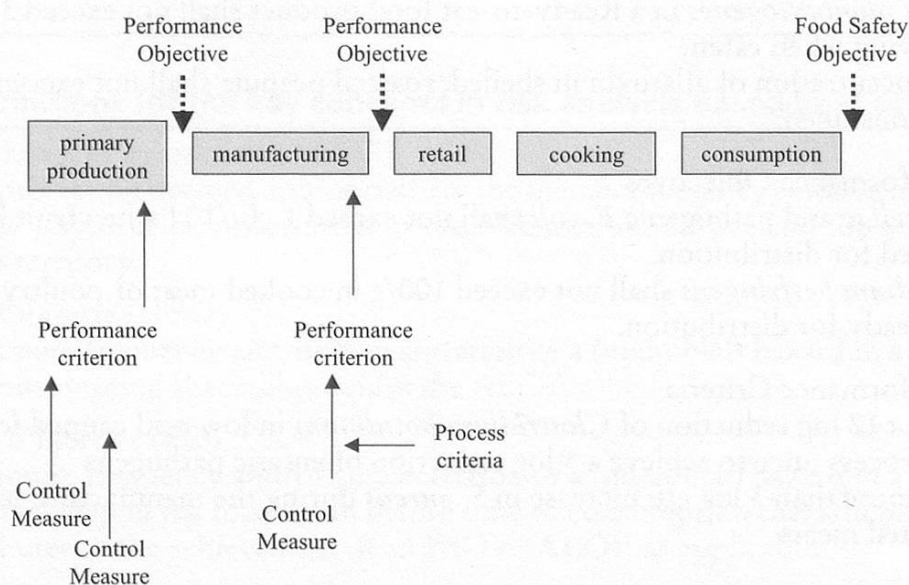 Performance
Objective
Performance
Objective
Food Safety
Objective
primary
production
manufacturing
retail
cooking
consumption
Performance
criterion
Performance
criterion
Process
criteria
Control
Measure
Control
Measure
Control
Measure